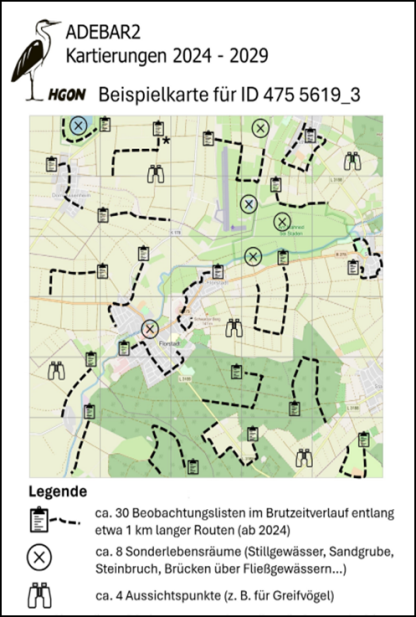 ADEBAR2
Kartierungen 2024 - 2029
HGON
Beispielkarte für ID 475 5619_3
*
Florstadt
Legende
ca. 30 Beobachtungslisten im Brutzeitverlauf entlang
etwa 1 km langer Routen (ab 2024)
ca. 8 Sonderlebensräume (Stillgewässer, Sandgrube,
Steinbruch, Brücken über Fließgewässern...)
ca. 4 Aussichtspunkte (z. B. für Greifvögel)